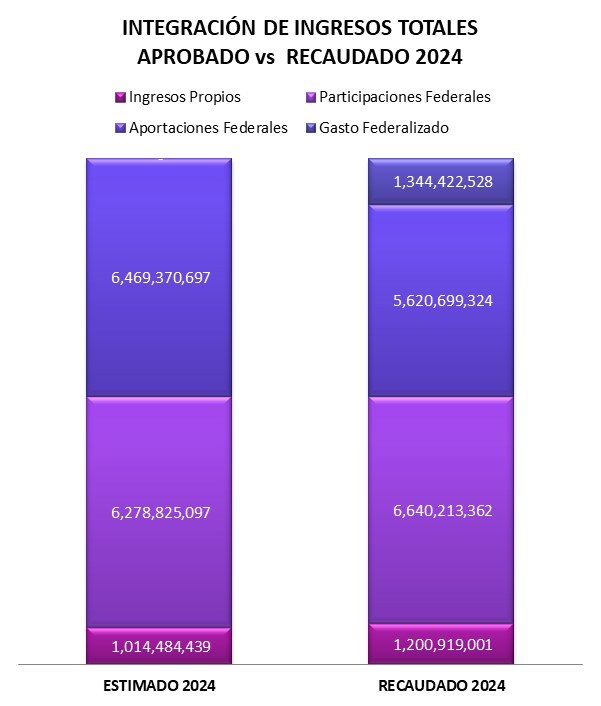 INTEGRACIÓN DE INGRESOS TOTALES
APROBADO vs RECAUDADO 2024
Ingresos Propios
Participaciones Federales
Aportaciones Federales
Gasto Federalizado
-
6,469,370,697
6,278,825,097
1,014,484,439
1,344,422,528
5,620,699,324
6,640,213,362
1,200,919,001
ESTIMADO 2024
RECAUDADO 2024